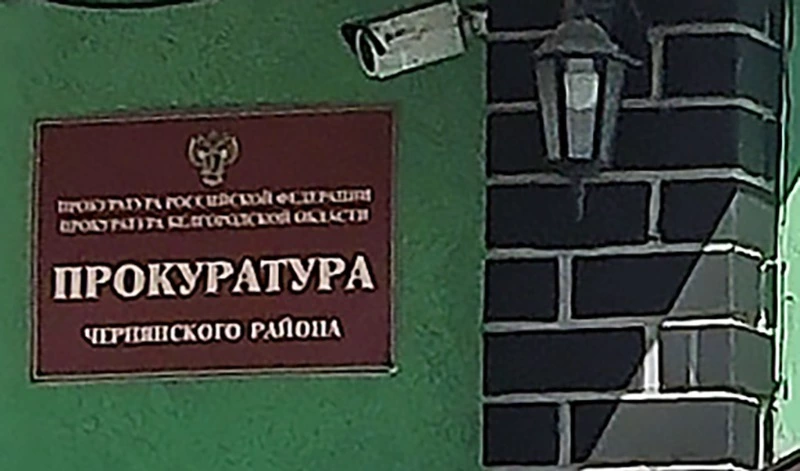 ПРОКУРАТУРА РОССИЙСКОЙ ФЕДЕРАЦИИ
ПРОКУРАТУРА БЕЛГОРОДСКОЙ ОБЛАСТИ
ПРОКУРАТУРА
ЧЕРНЯНСКОГО РАЙОНА